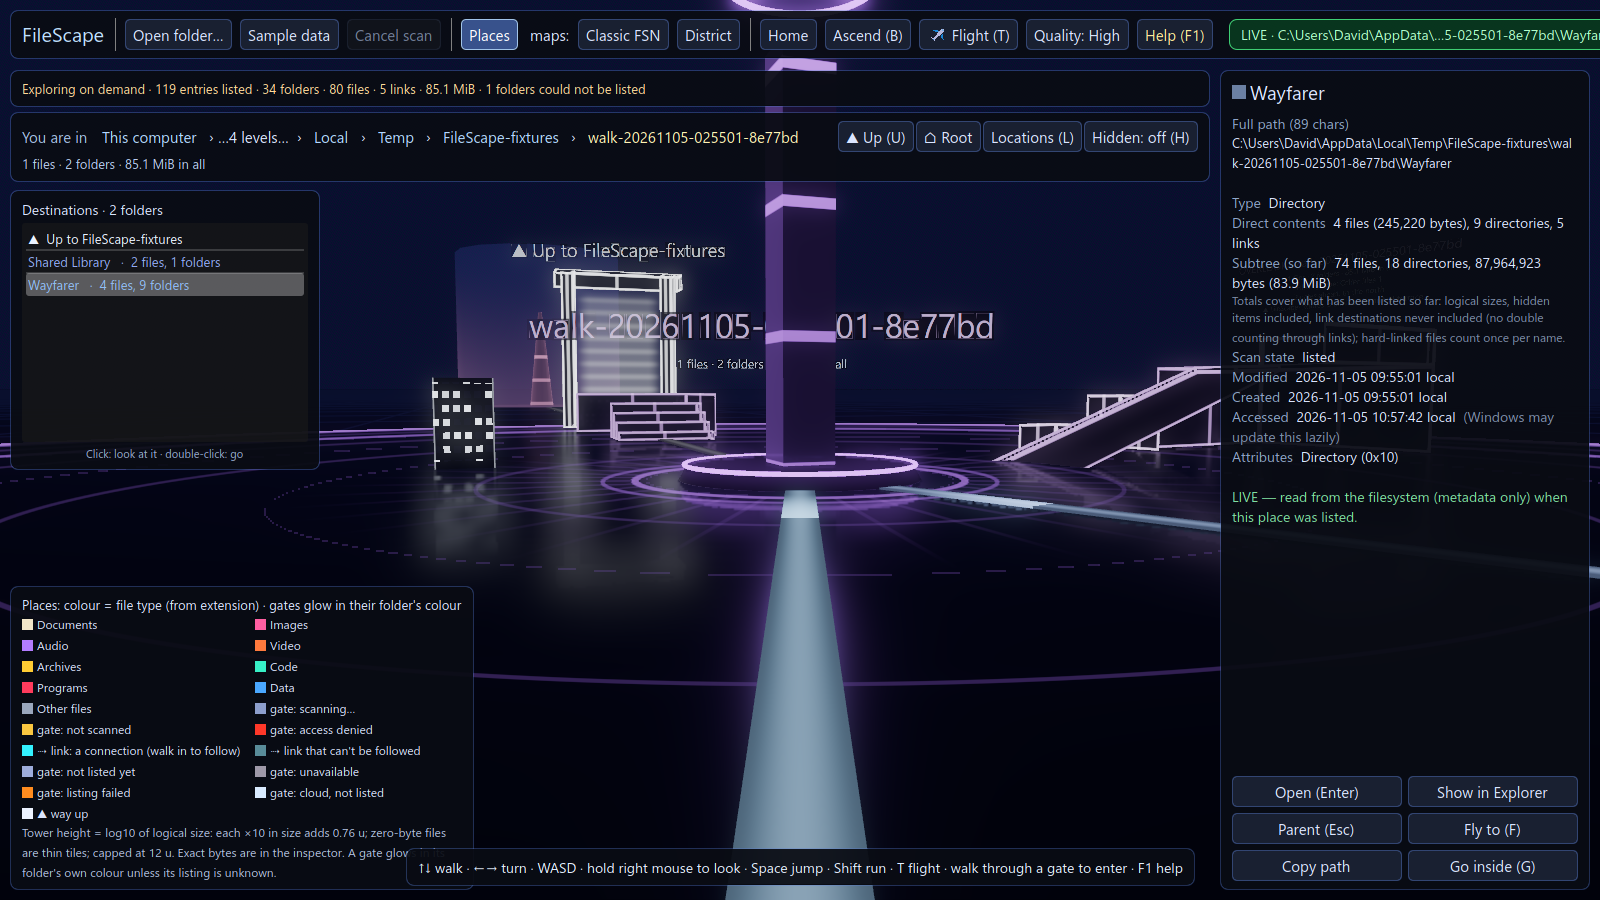 FileScape Open folder... Sample data Cancel scan Places maps: Classic FSN District Home Ascend (B) Flight (T) Quality: High Help (F1) LIVE · C:\Users\David\AppData\...5-025501-8e77bd\Wayfar
Exploring on demand · 119 entries listed · 34 folders · 80 files · 5 links · 85.1 MiB · 1 folders could not be listed
You are in This computer › ...4 levels... › Local › Temp › FileScape-fixtures › walk-20261105-025501-8e77bd ▲ Up (U) Root Locations (L) Hidden: off (H)
1 files · 2 folders · 85.1 MiB in all
Destinations · 2 folders
▲ Up to FileScape-fixtures
Shared Library · 2 files, 1 folders
Wayfarer · 4 files, 9 folders
Click: look at it · double-click: go
▲ Up to FileScape-fixtures
walk-20261105- 01-8e77bd
1 files · 2 folders all
Wayfarer
Full path (89 chars)
C:\Users\David\AppData\Local\Temp\FileScape-fixtures\wal
k-20261105-025501-8e77bd\Wayfarer
Type Directory
Direct contents 4 files (245,220 bytes), 9 directories, 5
links
Subtree (so far) 74 files, 18 directories, 87,964,923
bytes (83.9 MiB)
Totals cover what has been listed so far: logical sizes, hidden
items included, link destinations never included (no double
counting through links); hard-linked files count once per name.
Scan state listed
Modified 2026-11-05 09:55:01 local
Created 2026-11-05 09:55:01 local
Accessed 2026-11-05 10:57:42 local (Windows may
update this lazily)
Attributes Directory (0x10)
LIVE — read from the filesystem (metadata only) when
this place was listed.
Open (Enter) Show in Explorer
Parent (Esc) Fly to (F)
Copy path Go inside (G)
Places: colour = file type (from extension) · gates glow in their folder's colour
Documents Images
Audio Video
Archives Code
Programs Data
Other files gate: scanning...
gate: not scanned gate: access denied
→ link: a connection (walk in to follow) → link that can't be followed
gate: not listed yet gate: unavailable
gate: listing failed gate: cloud, not listed
▲ way up
Tower height = log10 of logical size: each ×10 in size adds 0.76 u; zero-byte files
are thin tiles; capped at 12 u. Exact bytes are in the inspector. A gate glows in its
folder's own colour unless its listing is unknown.
↑↓ walk · ←→ turn · WASD · hold right mouse to look · Space jump · Shift run · T flight · walk through a gate to enter · F1 help